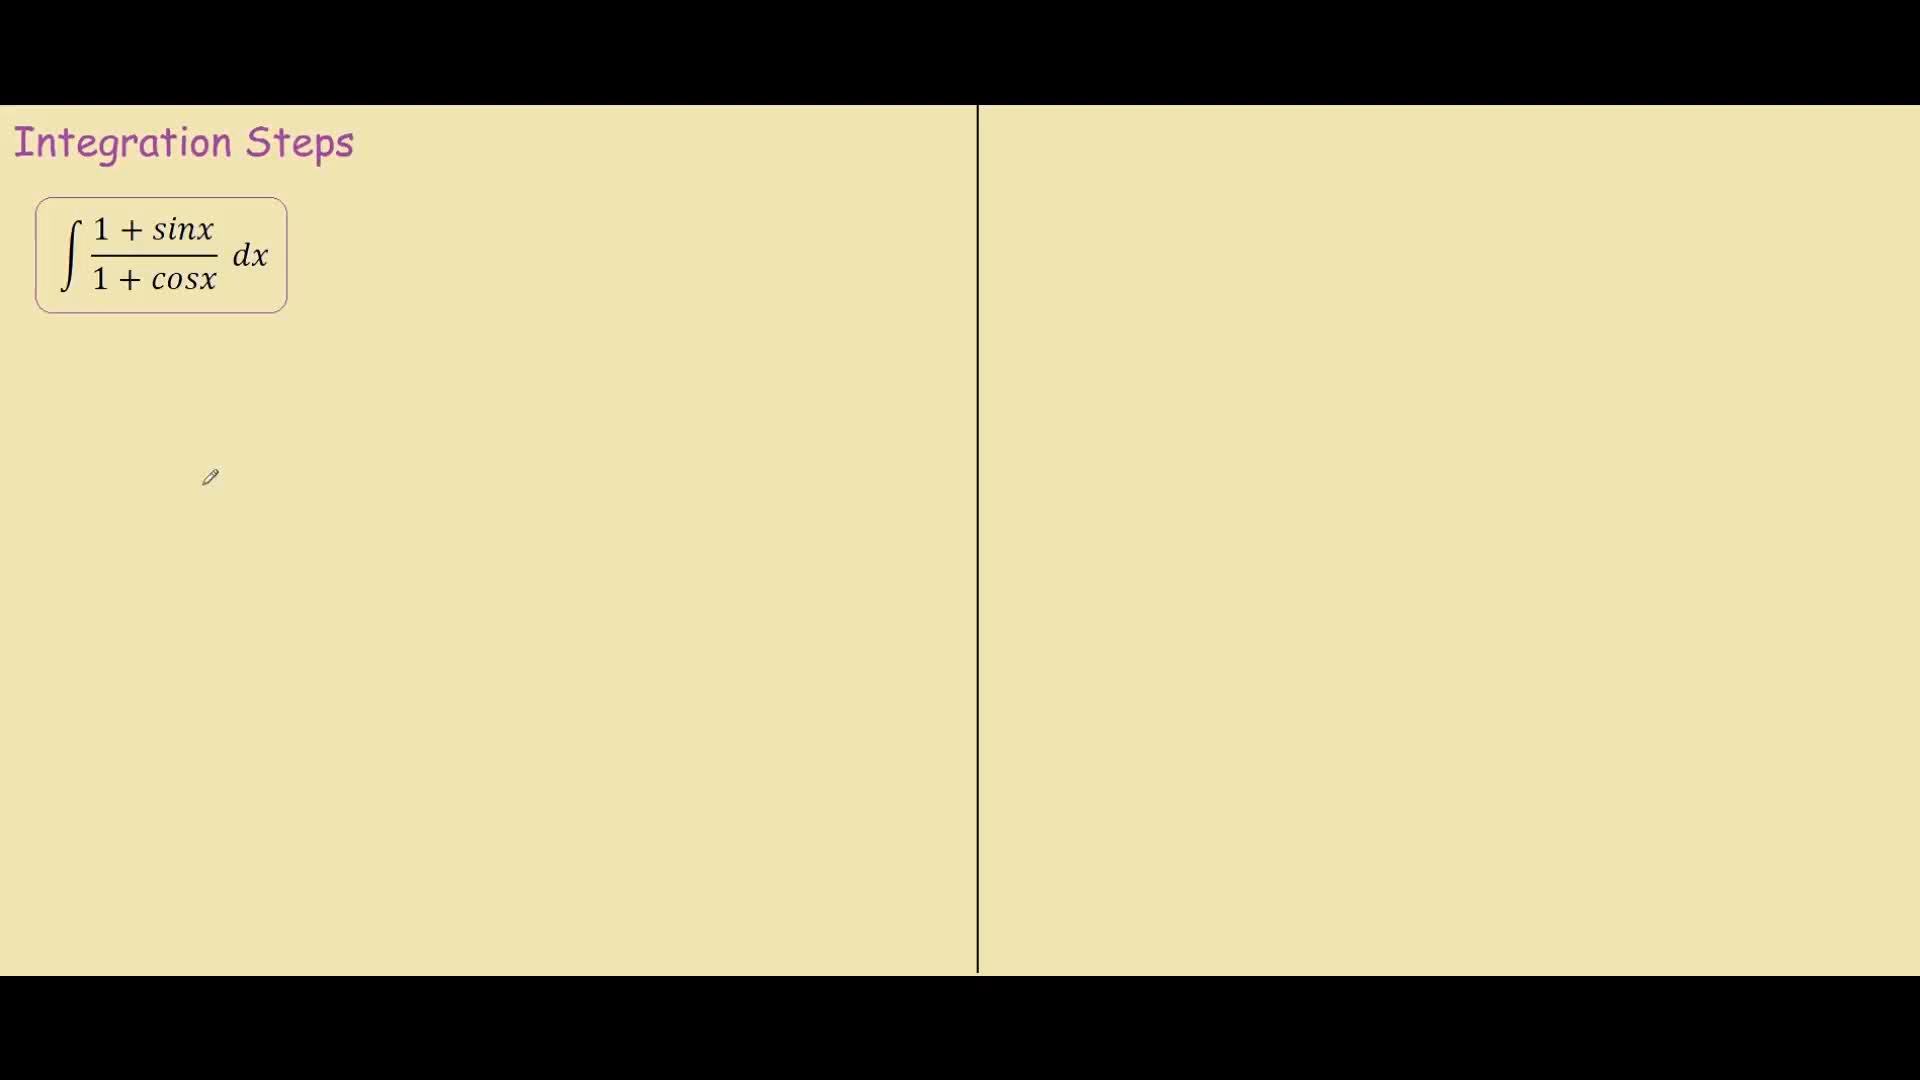 Integration Steps
∫ (1 + sinx)/(1 + cosx) dx